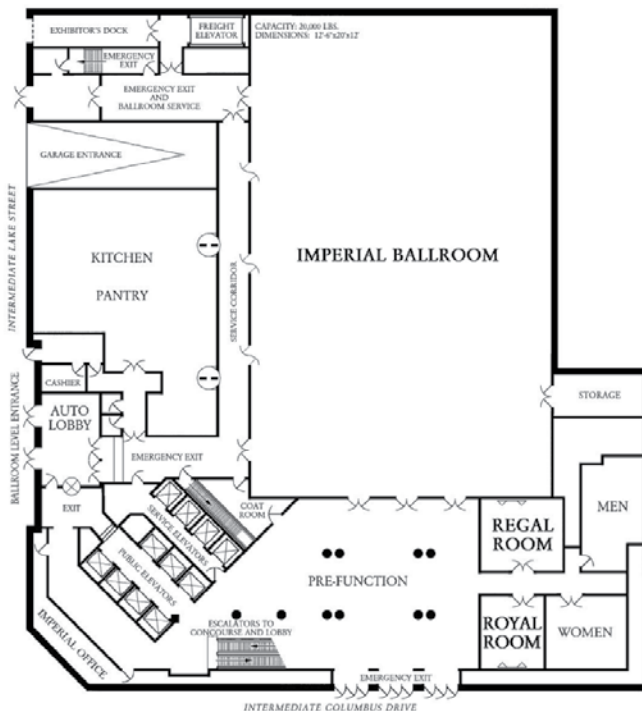 EXHIBITOR'S DOCK
FREIGHT
ELEVATOR
CAPACITY: 20,000 LBS.
DIMENSIONS: 12'-6"x20'x12'
EMERGENCY
EXIT
EMERGENCY EXIT
AND
BALLROOM SERVICE
GARAGE ENTRANCE
INTERMEDIATE LAKE STREET
KITCHEN
PANTRY
SERVICE CORRIDOR
IMPERIAL BALLROOM
CASHIER
AUTO
LOBBY
BALLROOM LEVEL ENTRANCE
STORAGE
EMERGENCY EXIT
EXIT
COAT
ROOM
SERVICE ELEVATORS
PUBLIC ELEVATORS
REGAL
ROOM
MEN
PRE-FUNCTION
IMPERIAL OFFICE
ESCALATORS TO
CONCOURSE AND LOBBY
ROYAL
ROOM
WOMEN
EMERGENCY EXIT
INTERMEDIATE COLUMBUS DRIVE